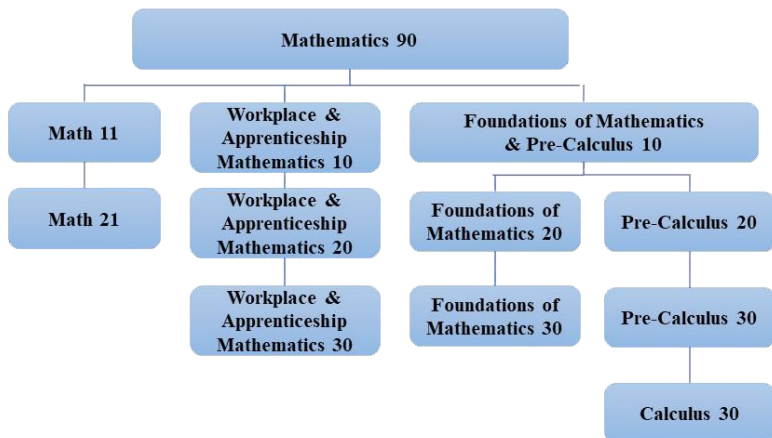 Mathematics 90
Math 11
Workplace &
Apprenticeship
Mathematics 10
Foundations of Mathematics
& Pre-Calculus 10
Math 21
Workplace &
Apprenticeship
Mathematics 20
Foundations of
Mathematics 20
Pre-Calculus 20
Workplace &
Apprenticeship
Mathematics 30
Foundations of
Mathematics 30
Pre-Calculus 30
Calculus 30